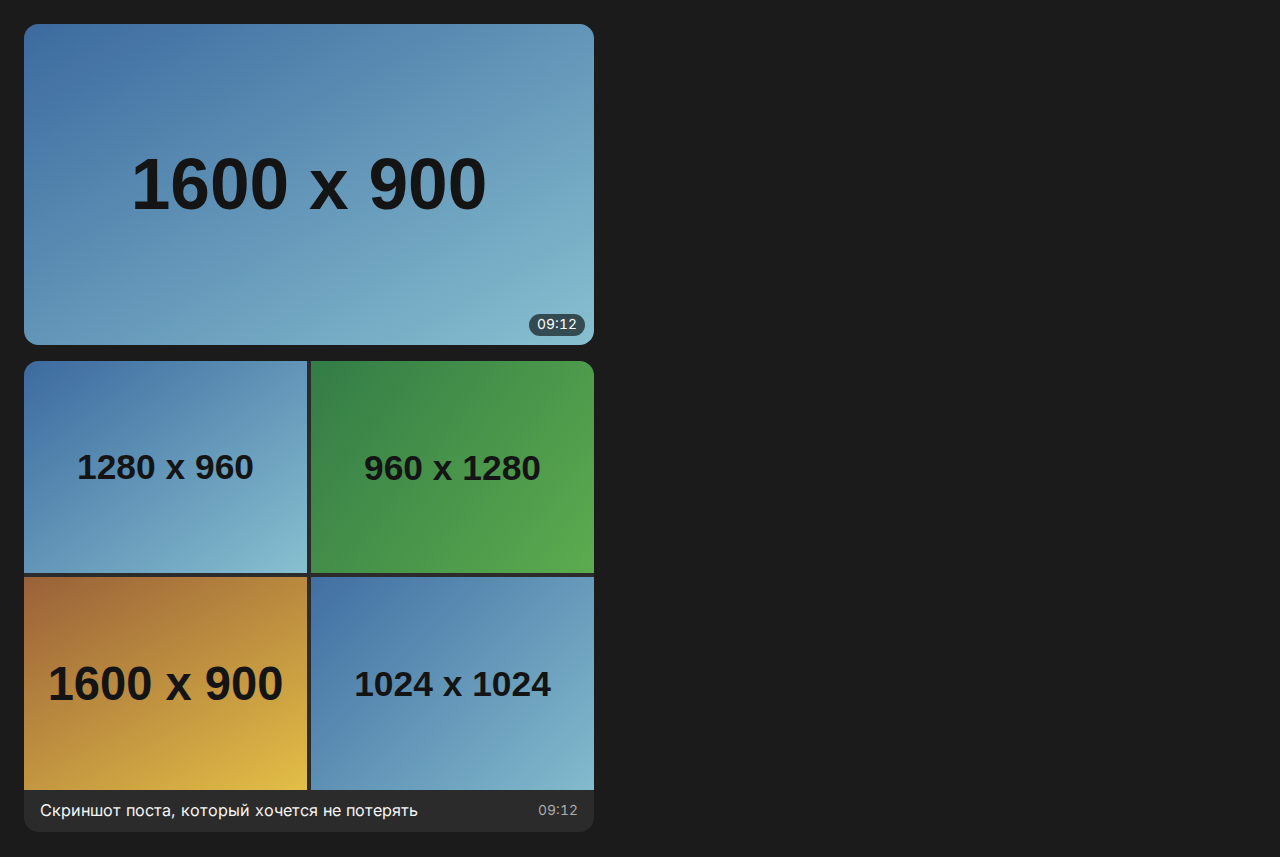 1600 x 900
09:12
1280 x 960
960 x 1280
1600 x 900
1024 x 1024
Скриншот поста, который хочется не потерять
09:12